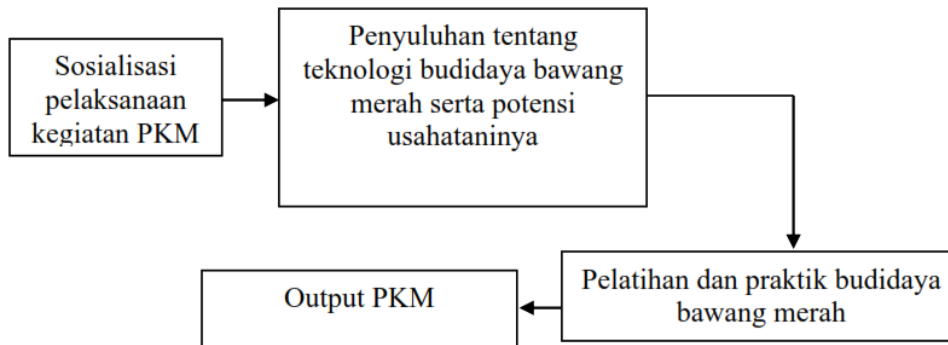 Sosialisasi
pelaksanaan
kegiatan PKM
Penyuluhan tentang
teknologi budidaya bawang
merah serta potensi
usahataninya
Pelatihan dan praktik budidaya
bawang merah
Output PKM